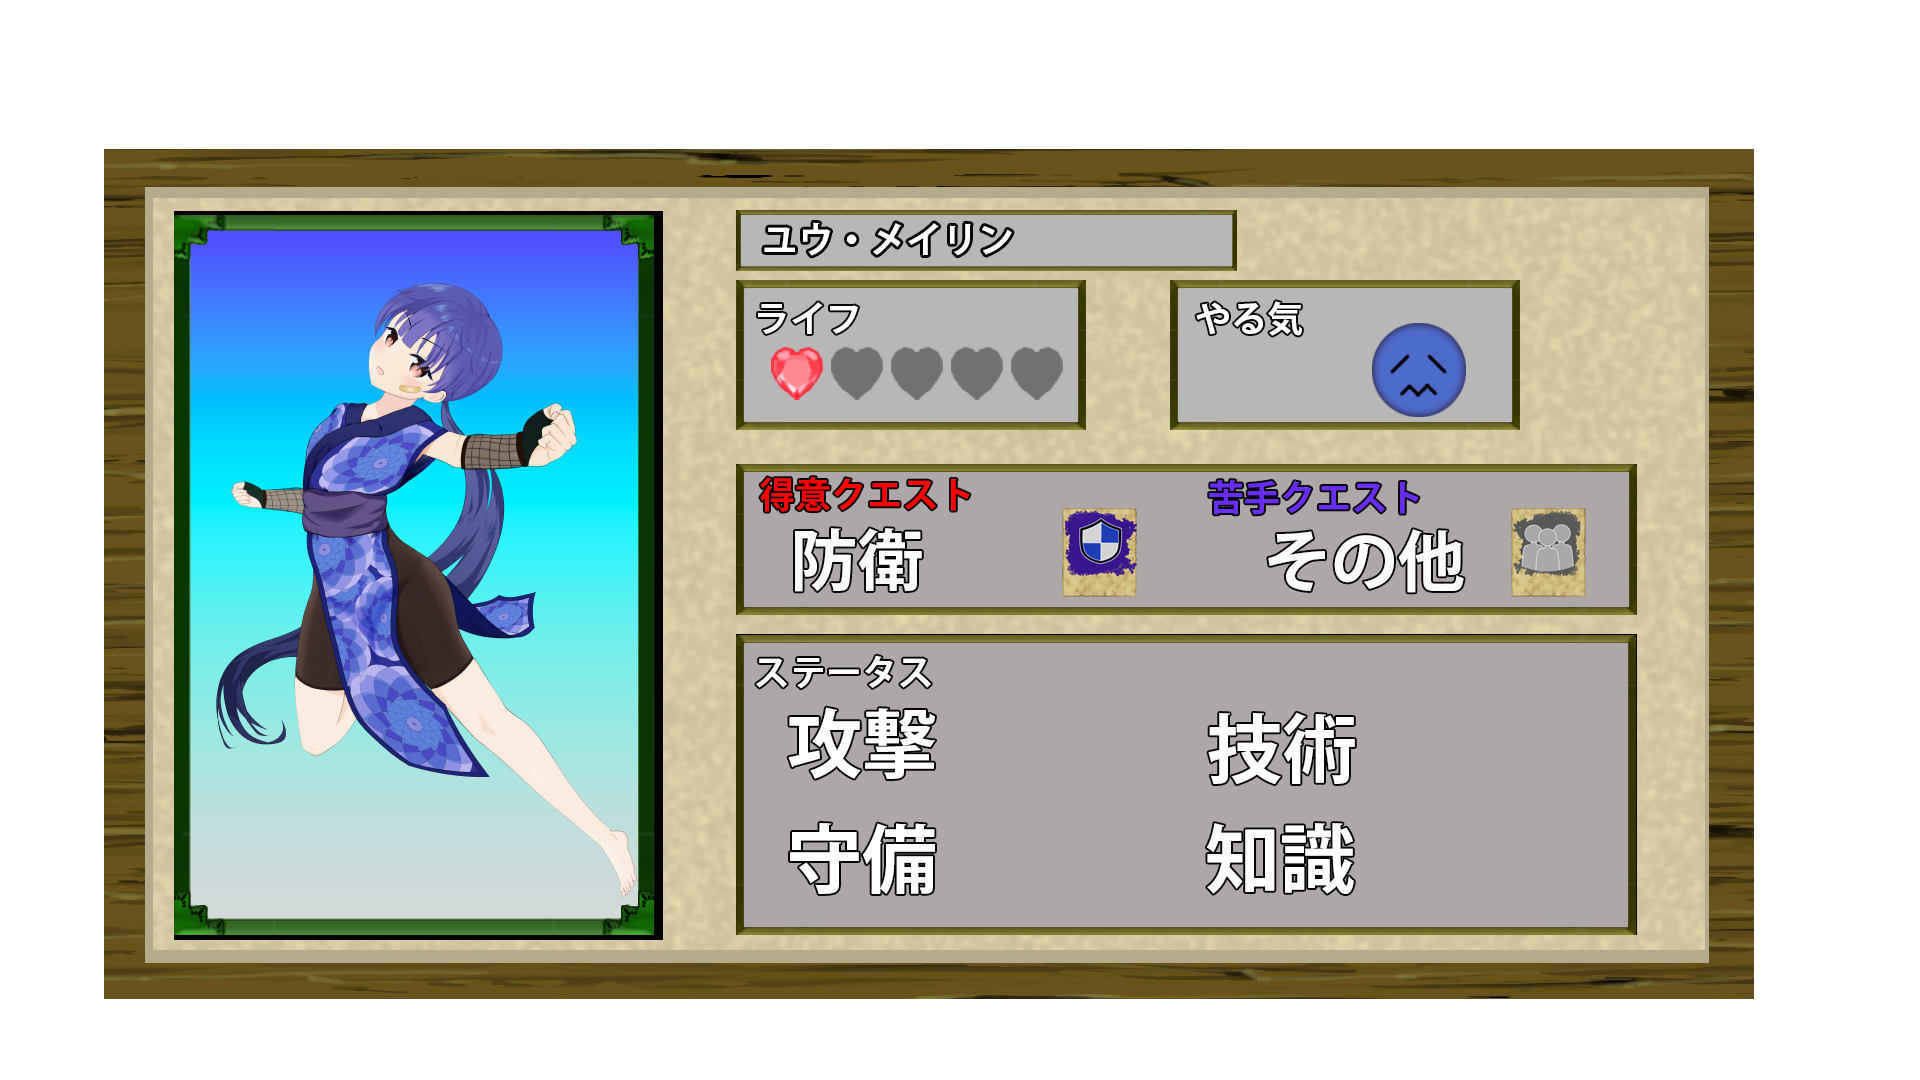 ユウ・メイリン
ライフ
やる気
得意クエスト
防衛
苦手クエスト
その他
ステータス
攻撃
技術
守備
知識